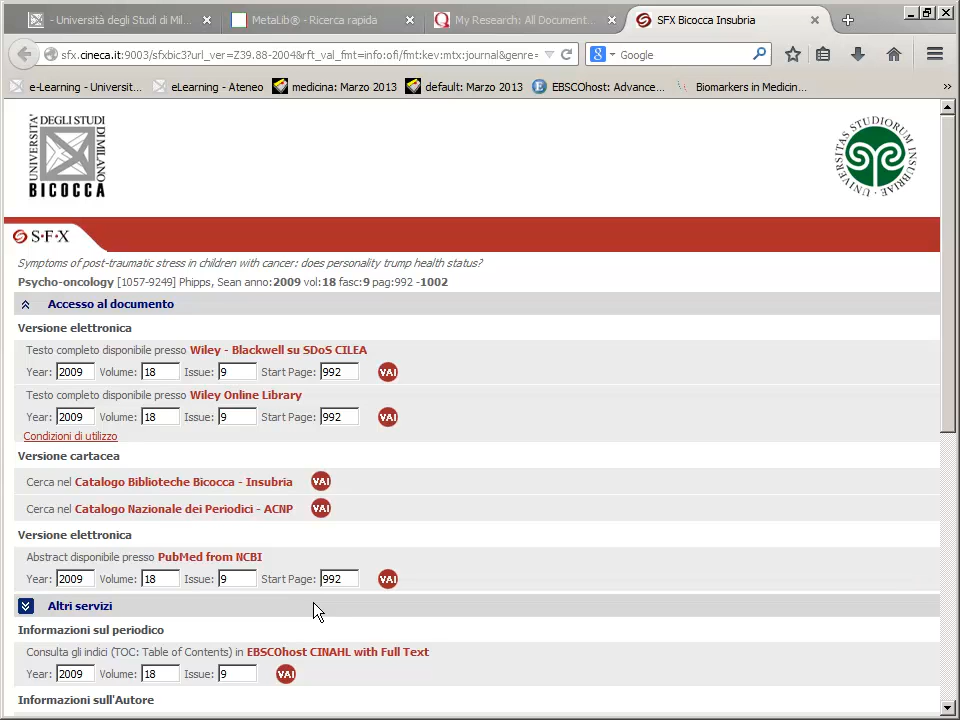 - Università degli Studi di Mil...
MetaLib® - Ricerca rapida
My Research: All Document...
SFX Bicocca Insubria
sfx.cineca.it:9003/sfxbic3?url_ver=Z39.88-2004&rft_val_fmt=info:ofi/fmt:kev:mtx:journal&genre=
Google
e-Learning - Universit...
eLearning - Ateneo
medicina: Marzo 2013
default: Marzo 2013
EBSCOhost: Advance...
Biomarkers in Medicin...
UNIVERSITA' DEGLI STUDI DI MILANO
BICOCCA
UNIVERSITAS STUDIORUM INSUBRIAE
S·F·X
Symptoms of post-traumatic stress in children with cancer: does personality trump health status?
Psycho-oncology [1057-9249] Phipps, Sean anno:2009 vol:18 fasc:9 pag:992 -1002
Accesso al documento
Versione elettronica
Testo completo disponibile presso Wiley - Blackwell su SDoS CILEA
Year: 2009 Volume: 18 Issue: 9 Start Page: 992 VAI
Testo completo disponibile presso Wiley Online Library
Year: 2009 Volume: 18 Issue: 9 Start Page: 992 VAI
Condizioni di utilizzo
Versione cartacea
Cerca nel Catalogo Biblioteche Bicocca - Insubria VAI
Cerca nel Catalogo Nazionale dei Periodici - ACNP VAI
Versione elettronica
Abstract disponibile presso PubMed from NCBI
Year: 2009 Volume: 18 Issue: 9 Start Page: 992 VAI
Altri servizi
Informazioni sul periodico
Consulta gli indici (TOC: Table of Contents) in EBSCOhost CINAHL with Full Text
Year: 2009 Volume: 18 Issue: 9 VAI
Informazioni sull'Autore